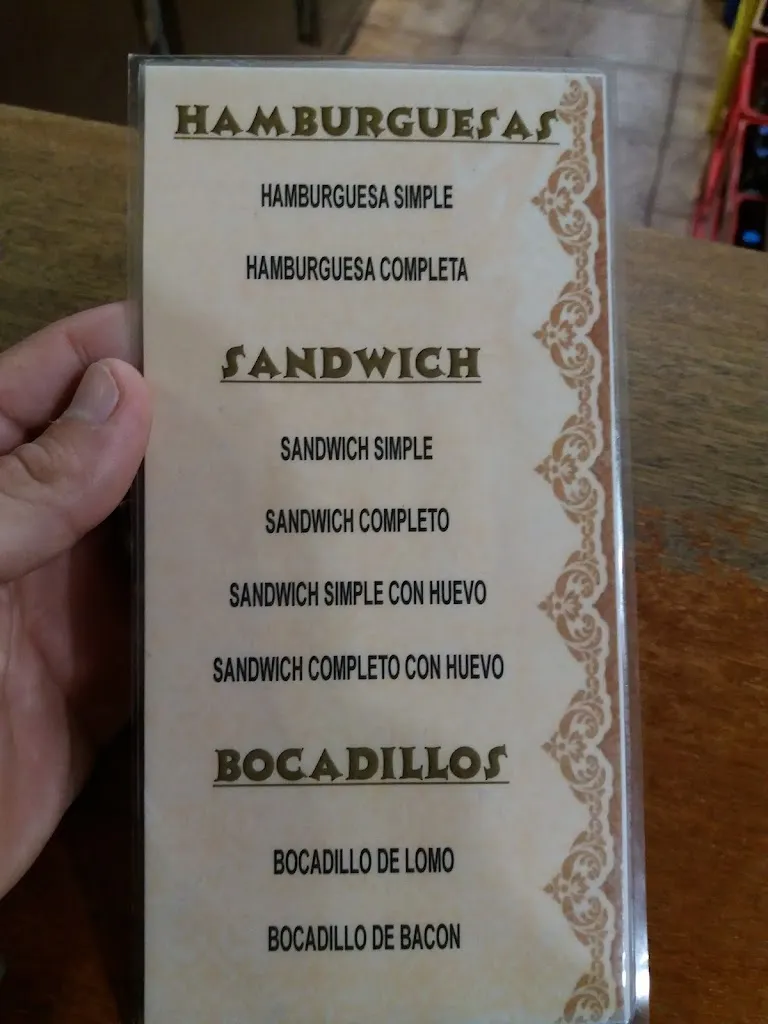 HAMBURGUESAS
HAMBURGUESA SIMPLE
HAMBURGUESA COMPLETA
SANDWICH
SANDWICH SIMPLE
SANDWICH COMPLETO
SANDWICH SIMPLE CON HUEVO
SANDWICH COMPLETO CON HUEVO
BOCADILLOS
BOCADILLO DE LOMO
BOCADILLO DE BACON